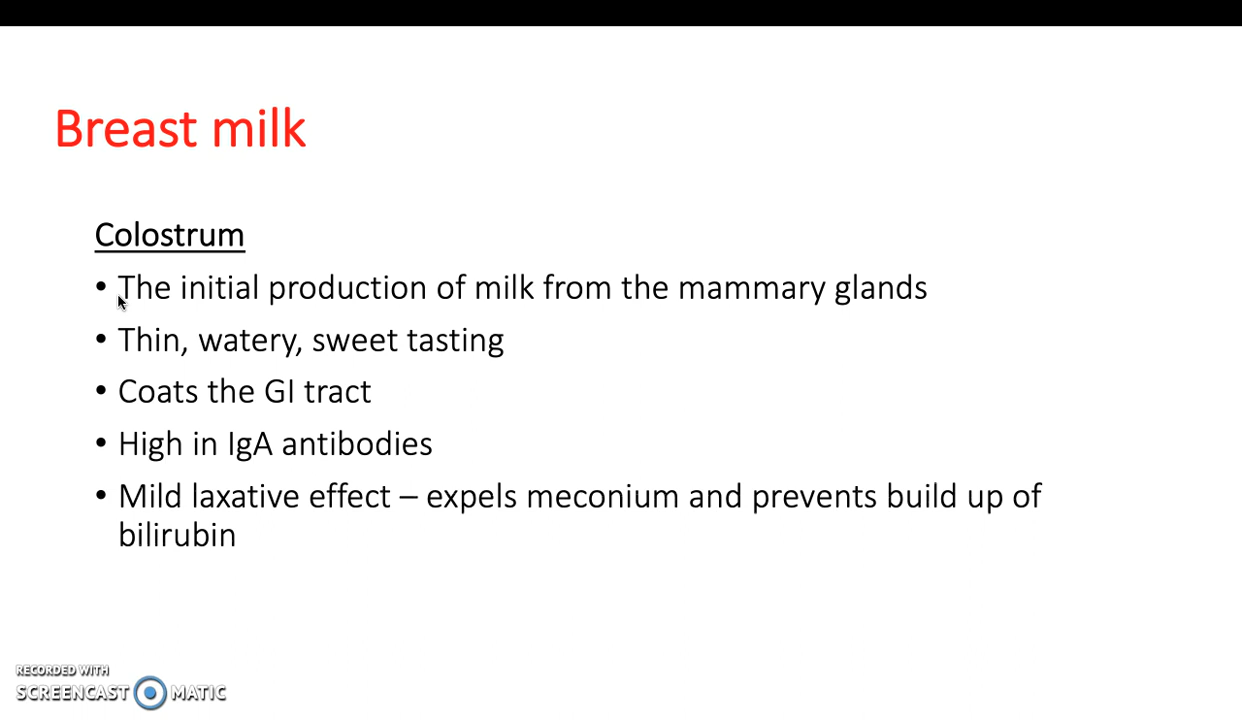 Breast milk
Colostrum
• The initial production of milk from the mammary glands
• Thin, watery, sweet tasting
• Coats the GI tract
• High in IgA antibodies
• Mild laxative effect – expels meconium and prevents build up of
bilirubin
RECORDED WITH
SCREENCAST MATIC